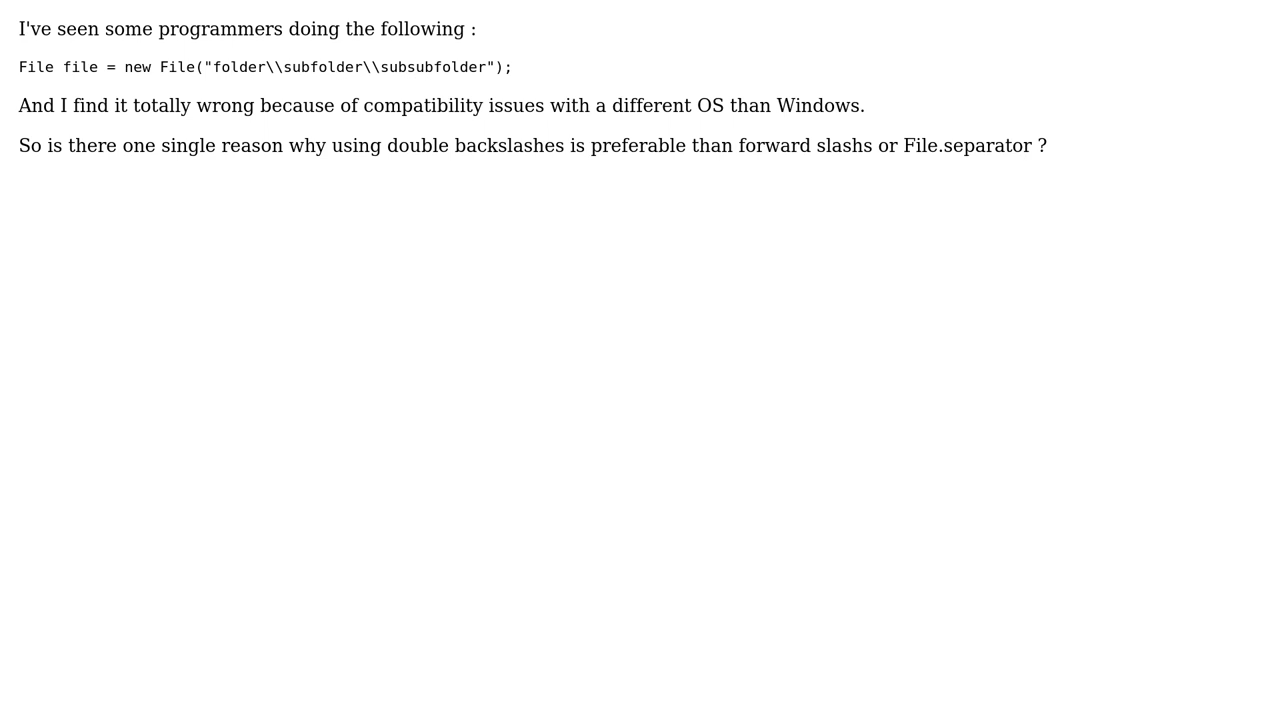 I've seen some programmers doing the following :
File file = new File("folder\\subfolder\\subsubfolder");
And I find it totally wrong because of compatibility issues with a different OS than Windows.
So is there one single reason why using double backslashes is preferable than forward slashs or File.separator ?